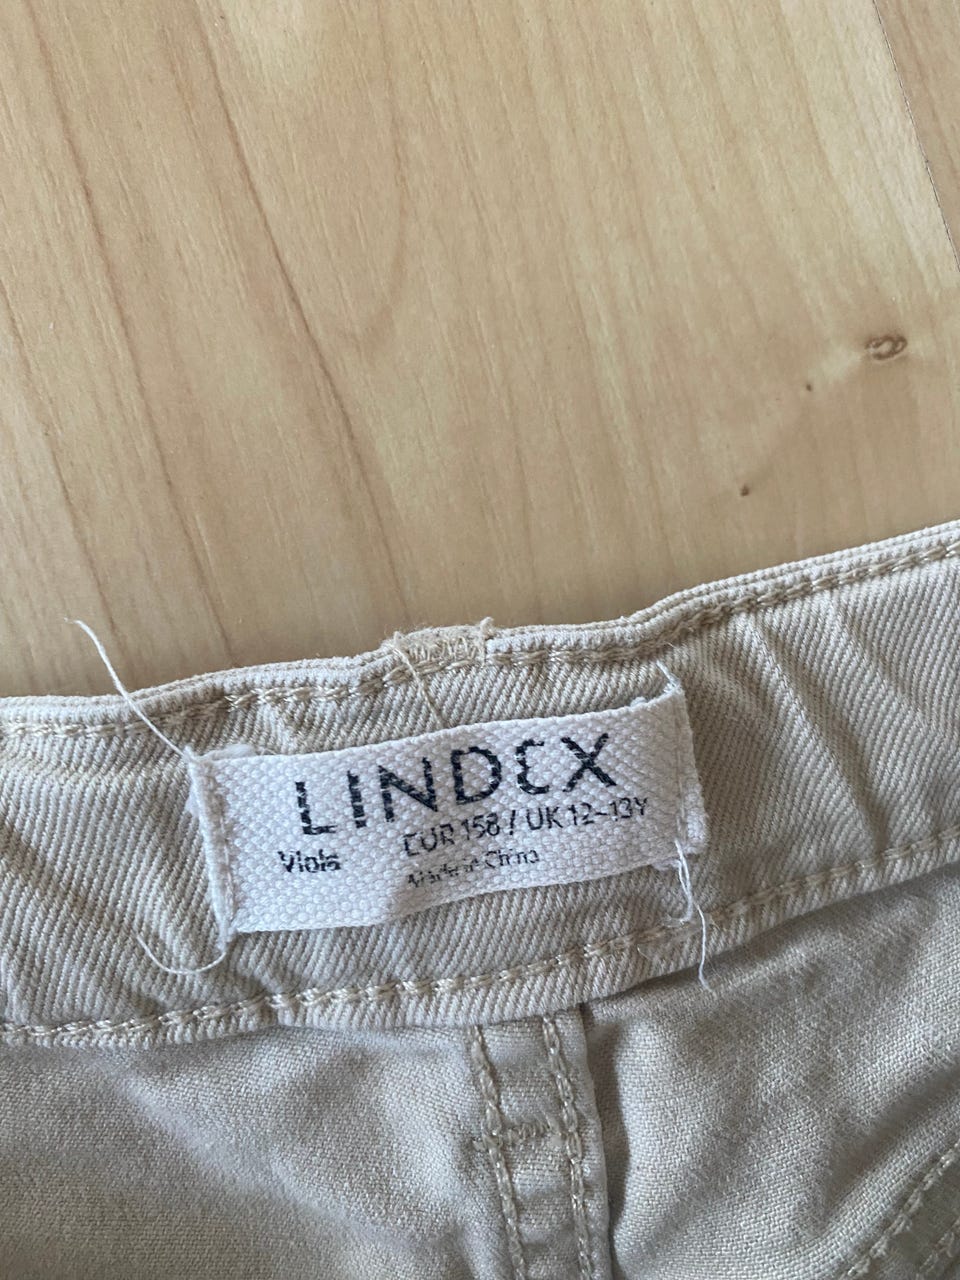 LINDEX
EUR 158 / UK 12-13Y
Viola
Made in China